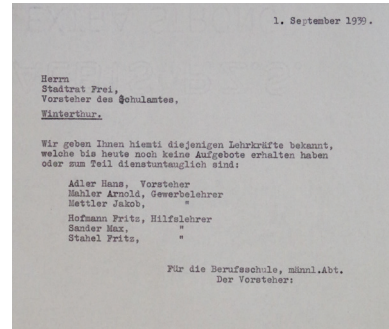 1. September 1939.
Herrn
Stadtrat Frei,
Vorsteher des Schulamtes,
Winterthur.
Wir geben Ihnen hiemti diejenigen Lehrkräfte bekannt,
welche bis heute noch keine Aufgebote erhalten haben
oder zum Teil dienstuntauglich sind:
Adler Hans, Vorsteher
Mahler Arnold, Gewerbelehrer
Mettler Jakob, "
Hofmann Fritz, Hilfslehrer
Sander Max, "
Stahel Fritz, "
Für die Berufsschule, männl.Abt.
Der Vorsteher: